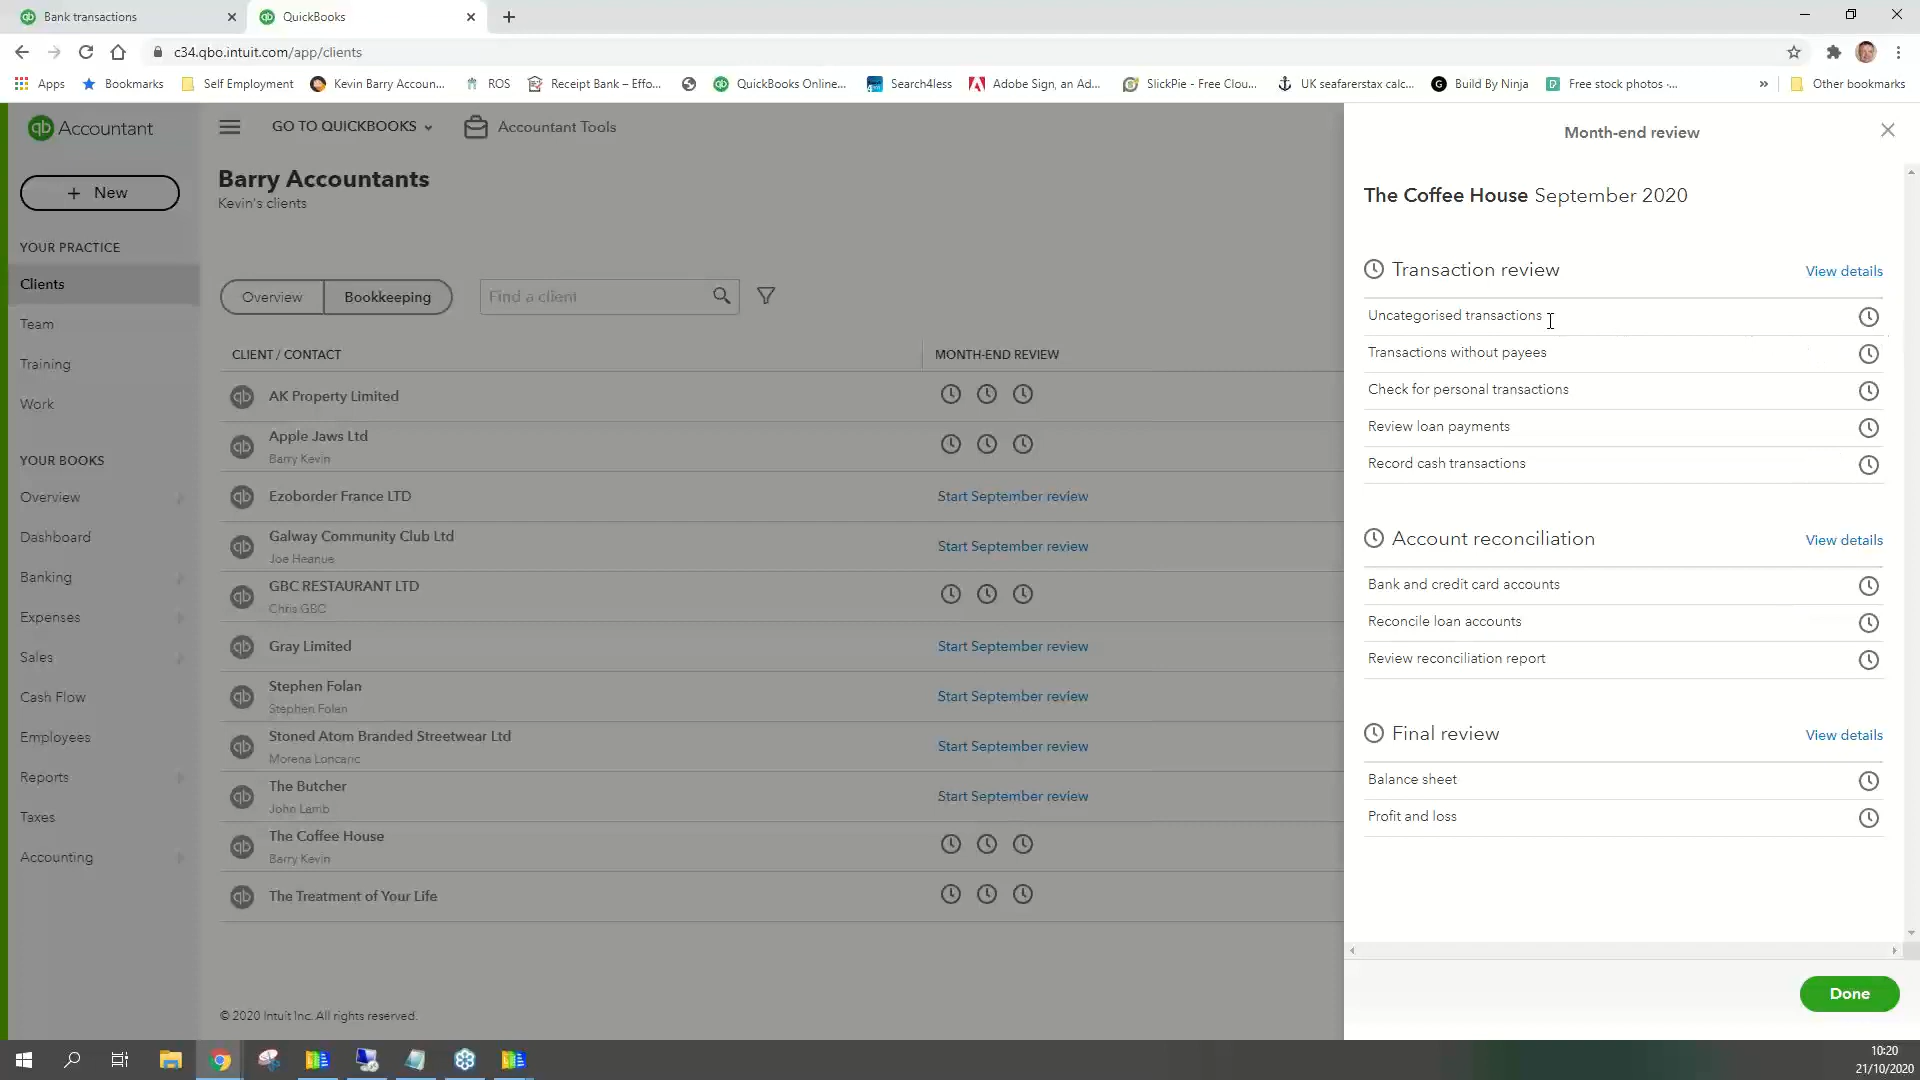 Bank transactions
QuickBooks
c34.qbo.intuit.com/app/clients
Apps
Bookmarks
Self Employment
Kevin Barry Accoun...
ROS
Receipt Bank – Effo...
QuickBooks Online...
Search4less
Adobe Sign, an Ad...
SlickPie - Free Clou...
UK seafarerstax calc...
Build By Ninja
Free stock photos -...
»
Other bookmarks
qb Accountant
GO TO QUICKBOOKS
Accountant Tools
+ New
YOUR PRACTICE
Clients
Team
Training
Work
YOUR BOOKS
Overview
Dashboard
Banking
Expenses
Sales
Cash Flow
Employees
Reports
Taxes
Accounting
Barry Accountants
Kevin's clients
Overview
Bookkeeping
Find a client
CLIENT / CONTACT
MONTH-END REVIEW
AK Property Limited
Apple Jaws Ltd
Barry Kevin
Ezoborder France LTD
Start September review
Galway Community Club Ltd
Joe Heanue
Start September review
GBC RESTAURANT LTD
Chris GBC
Gray Limited
Start September review
Stephen Folan
Stephen Folan
Start September review
Stoned Atom Branded Streetwear Ltd
Morena Loncaric
Start September review
The Butcher
John Lamb
Start September review
The Coffee House
Barry Kevin
The Treatment of Your Life
© 2020 Intuit Inc. All rights reserved.
Month-end review
The Coffee House September 2020
Transaction review
View details
Uncategorised transactions
Transactions without payees
Check for personal transactions
Review loan payments
Record cash transactions
Account reconciliation
View details
Bank and credit card accounts
Reconcile loan accounts
Review reconciliation report
Final review
View details
Balance sheet
Profit and loss
Done
10:20
21/10/2020